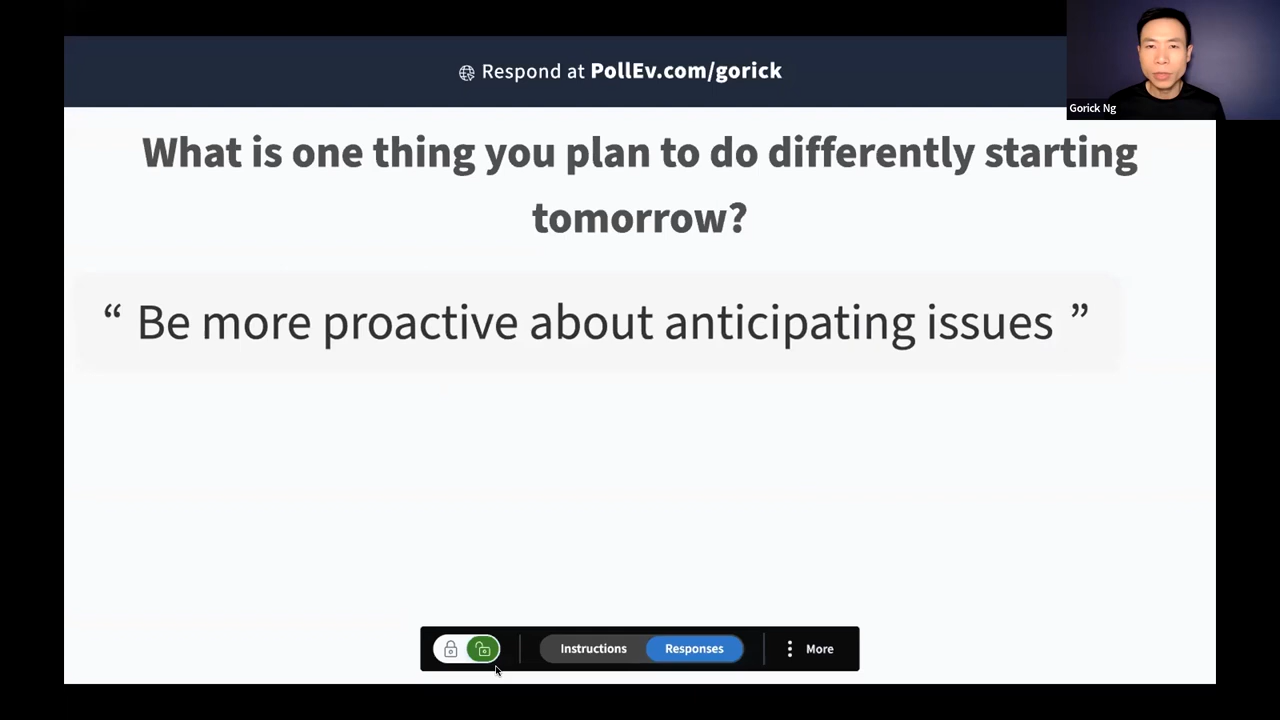 Respond at PollEv.com/gorick
Gorick Ng
What is one thing you plan to do differently starting
tomorrow?
“ Be more proactive about anticipating issues ”
Instructions Responses More